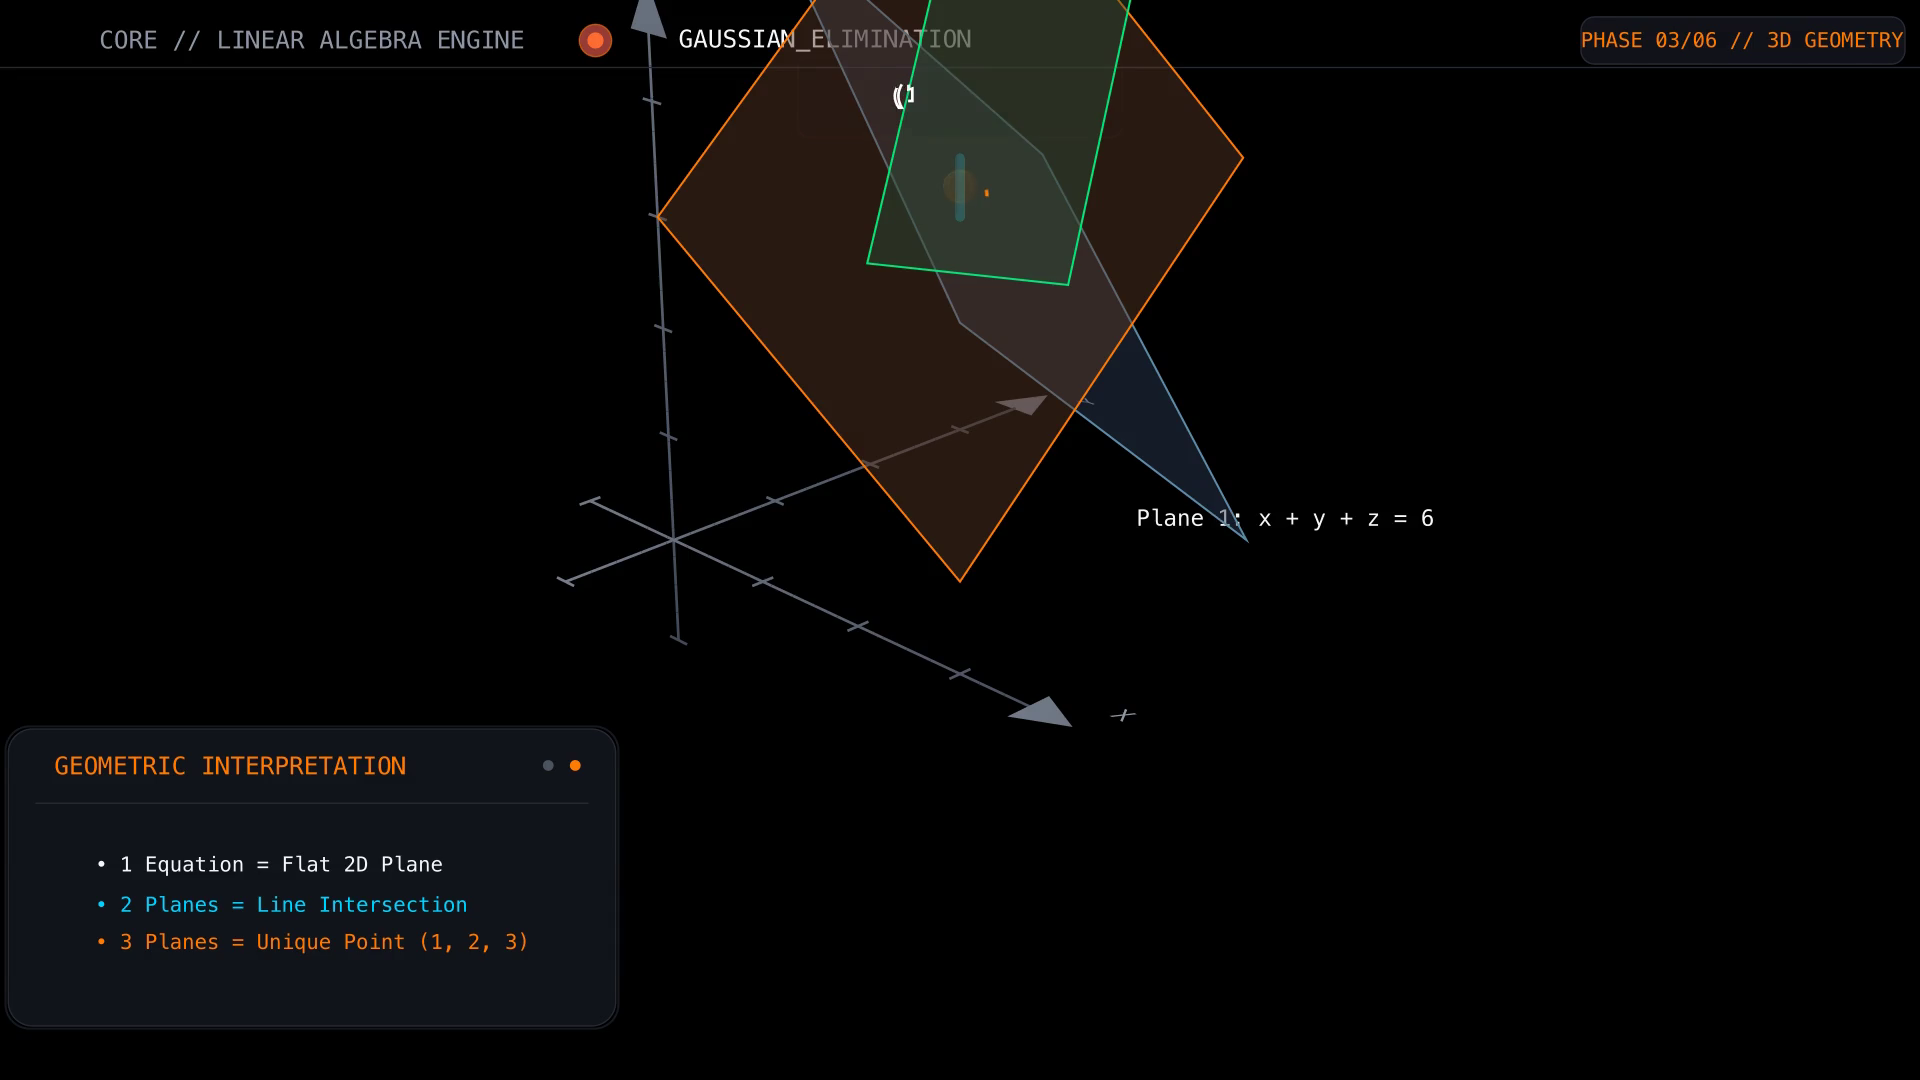 CORE // LINEAR ALGEBRA ENGINE
GAUSSIAN_ELIMINATION
PHASE 03/06 // 3D GEOMETRY
Plane 1: x + y + z = 6
GEOMETRIC INTERPRETATION
• 1 Equation = Flat 2D Plane
• 2 Planes = Line Intersection
• 3 Planes = Unique Point (1, 2, 3)